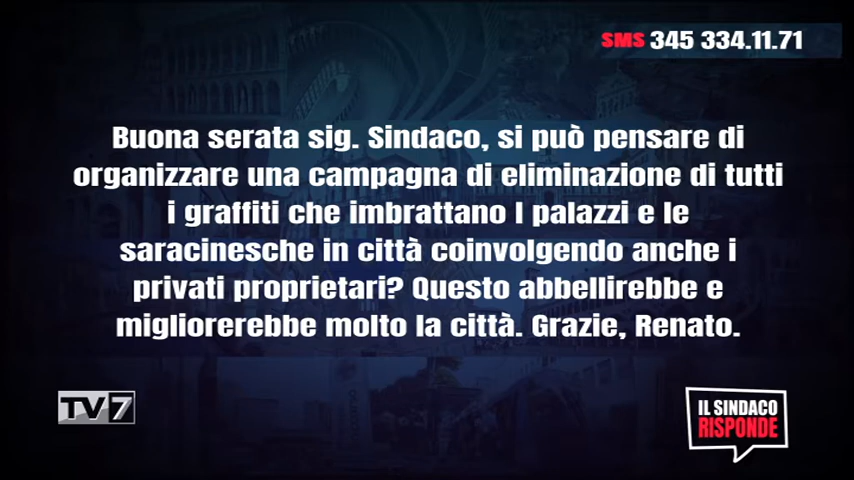 SMS 345 334.11.71
Buona serata sig. Sindaco, si può pensare di
organizzare una campagna di eliminazione di tutti
i graffiti che imbrattano I palazzi e le
saracinesche in città coinvolgendo anche i
privati proprietari? Questo abbellirebbe e
migliorerebbe molto la città. Grazie, Renato.
TV7
IL SINDACO
RISPONDE